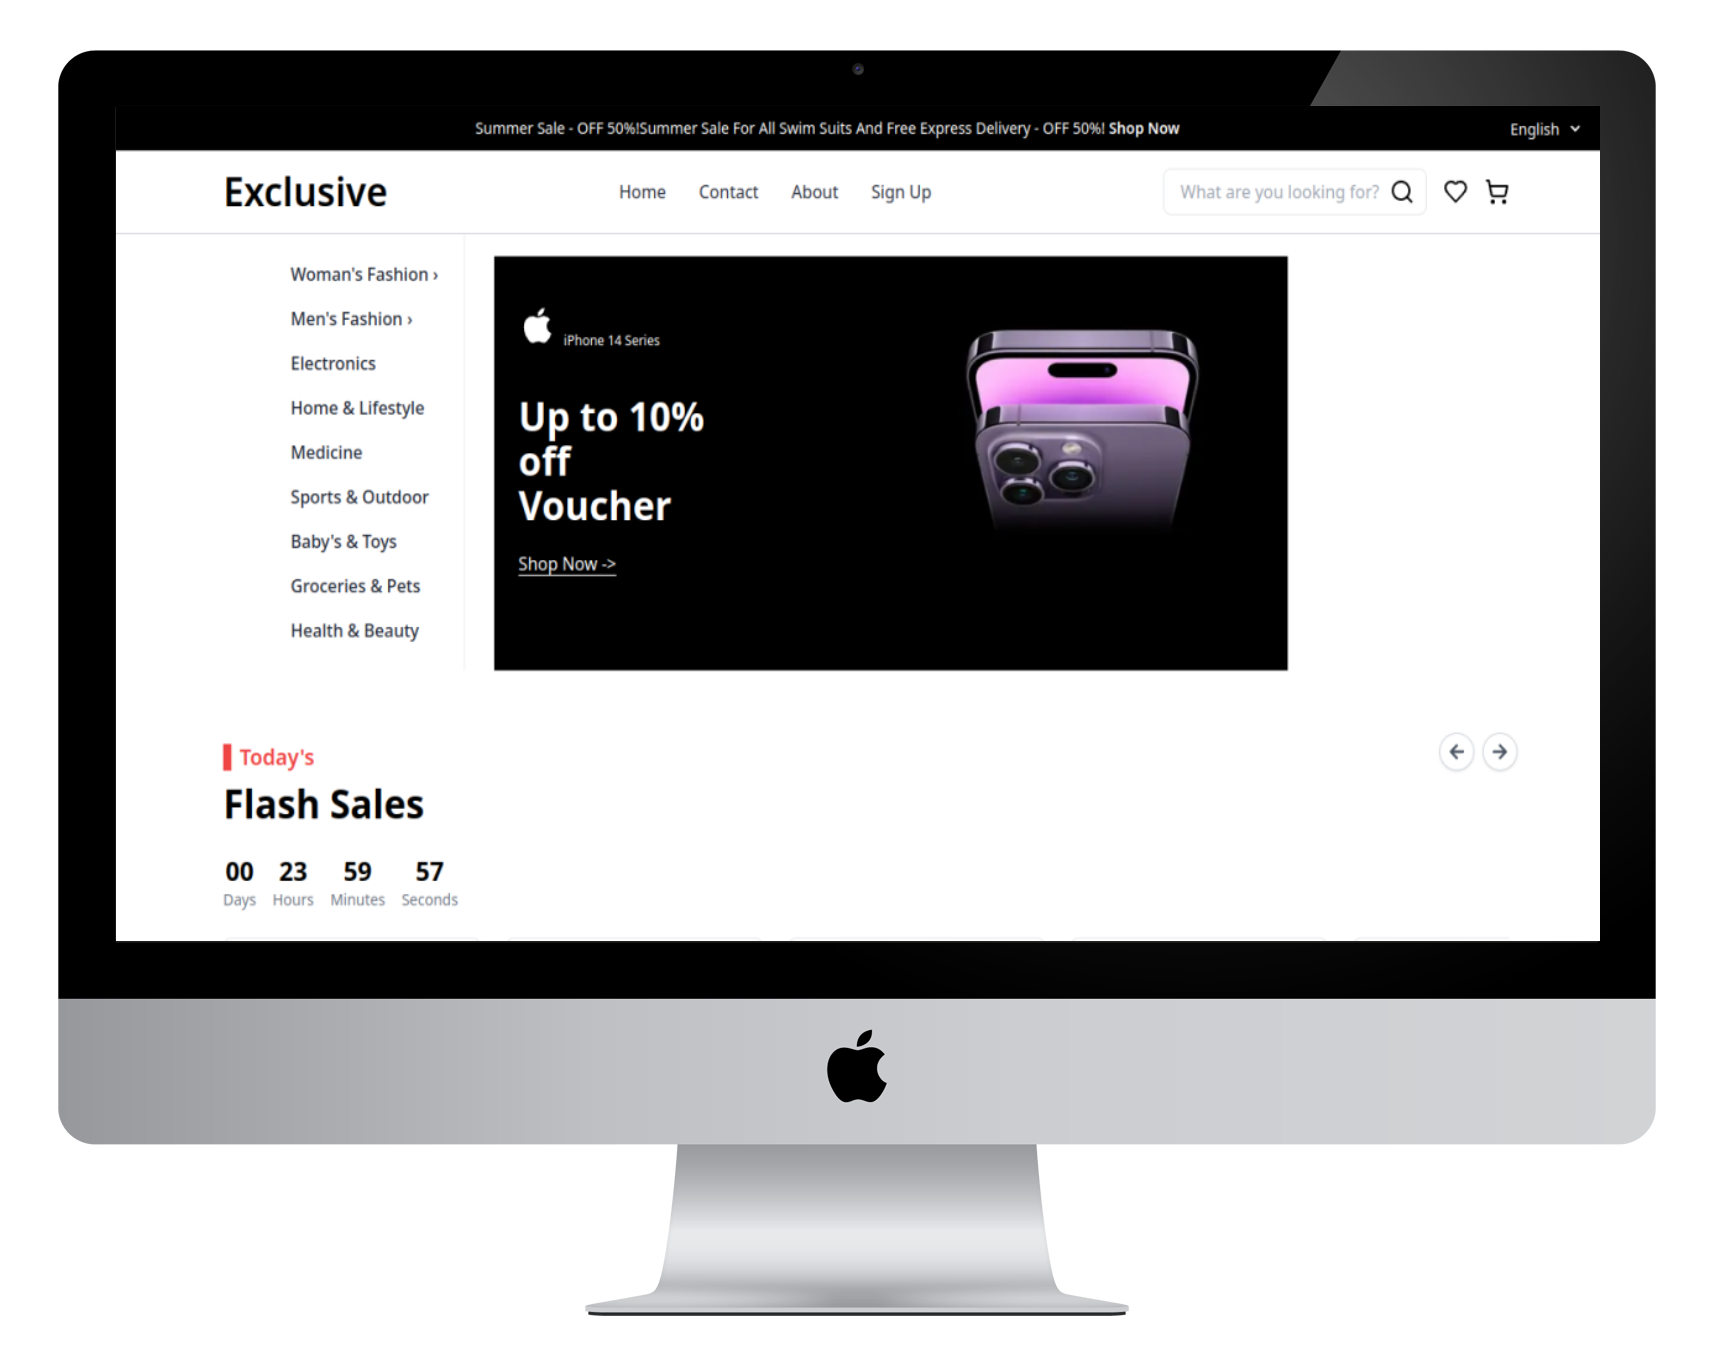 Summer Sale - OFF 50%!Summer Sale For All Swim Suits And Free Express Delivery - OFF 50%! Shop Now
English
Exclusive
Home
Contact
About
Sign Up
What are you looking for?
Woman's Fashion ›
Men's Fashion ›
Electronics
Home & Lifestyle
Medicine
Sports & Outdoor
Baby's & Toys
Groceries & Pets
Health & Beauty
iPhone 14 Series
Up to 10%
off
Voucher
Shop Now ->
Today's
Flash Sales
00 23 59 57
Days Hours Minutes Seconds